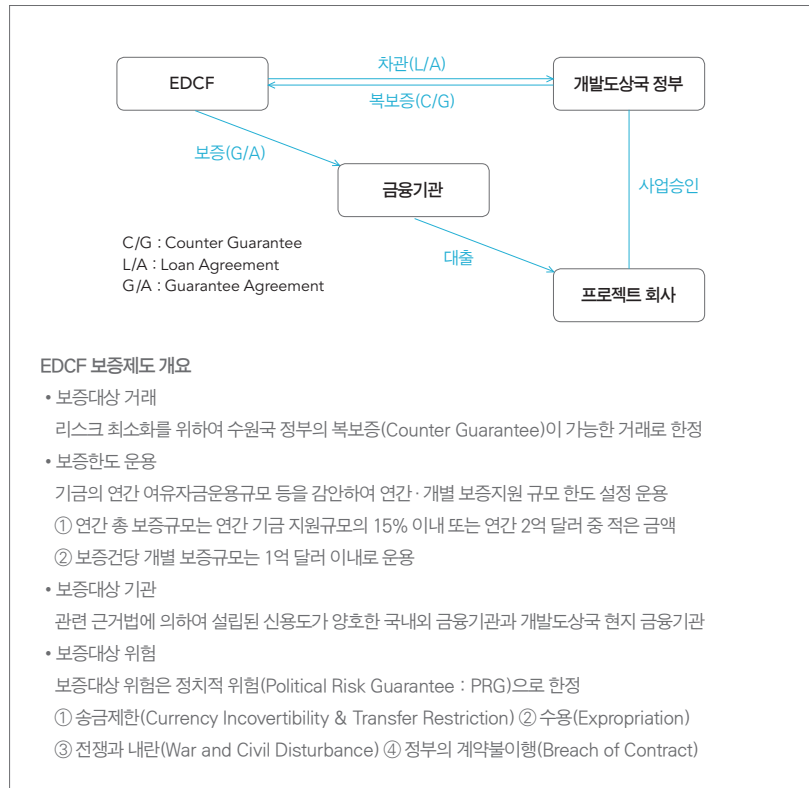 차관(L/A)
EDCF
개발도상국 정부
복보증(C/G)
보증(G/A)
금융기관
사업승인
C/G : Counter Guarantee
L/A : Loan Agreement
G/A : Guarantee Agreement
대출
프로젝트 회사
EDCF 보증제도 개요
• 보증대상 거래
리스크 최소화를 위하여 수원국 정부의 복보증(Counter Guarantee)이 가능한 거래로 한정
• 보증한도 운용
기금의 연간 여유자금운용규모 등을 감안하여 연간·개별 보증지원 규모 한도 설정 운용
① 연간 총 보증규모는 연간 기금 지원규모의 15% 이내 또는 연간 2억 달러 중 적은 금액
② 보증건당 개별 보증규모는 1억 달러 이내로 운용
• 보증대상 기관
관련 근거법에 의하여 설립된 신용도가 양호한 국내외 금융기관과 개발도상국 현지 금융기관
• 보증대상 위험
보증대상 위험은 정치적 위험(Political Risk Guarantee : PRG)으로 한정
① 송금제한(Currency Incovertibility & Transfer Restriction) ② 수용(Expropriation)
③ 전쟁과 내란(War and Civil Disturbance) ④ 정부의 계약불이행(Breach of Contract)